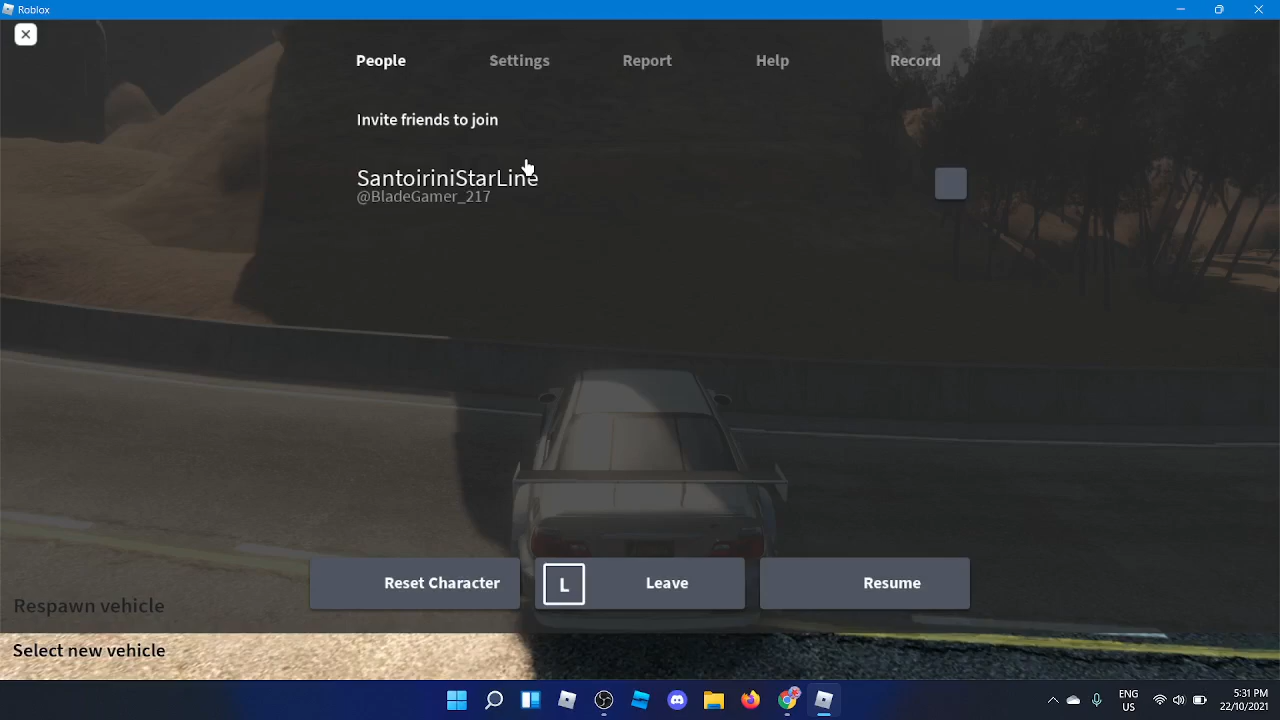 Roblox
People
Settings
Report
Help
Record
Invite friends to join
SantoiriniStarLine
@BladeGamer_217
Reset Character
L
Leave
Resume
Respawn vehicle
Select new vehicle
ENG
US
5:31 PM
22/10/2021